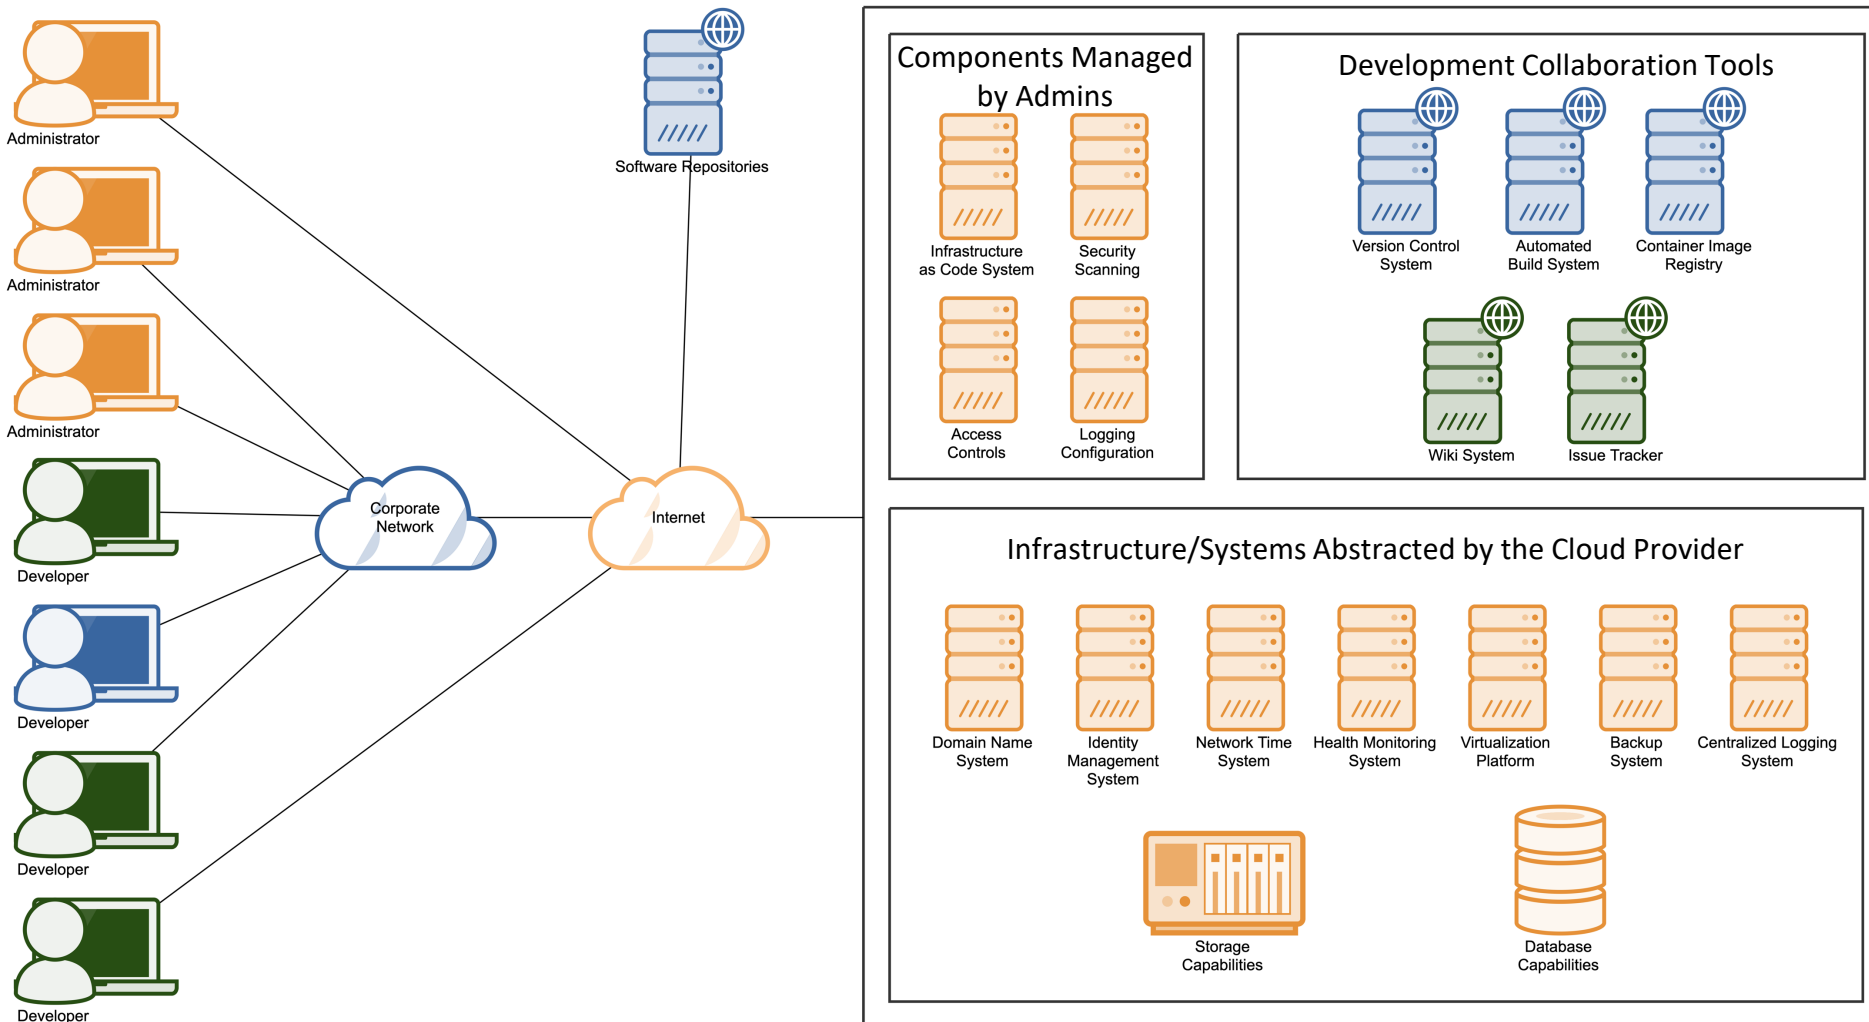 Administrator
Administrator
Administrator
Developer
Developer
Developer
Developer
Corporate
Network
Internet
Software Repositories
Components Managed
by Admins
Infrastructure
as Code System
Security
Scanning
Access
Controls
Logging
Configuration
Development Collaboration Tools
Version Control
System
Automated
Build System
Container Image
Registry
Wiki System
Issue Tracker
Infrastructure/Systems Abstracted by the Cloud Provider
Domain Name
System
Identity
Management
System
Network Time
System
Health Monitoring
System
Virtualization
Platform
Backup
System
Centralized Logging
System
Storage
Capabilities
Database
Capabilities